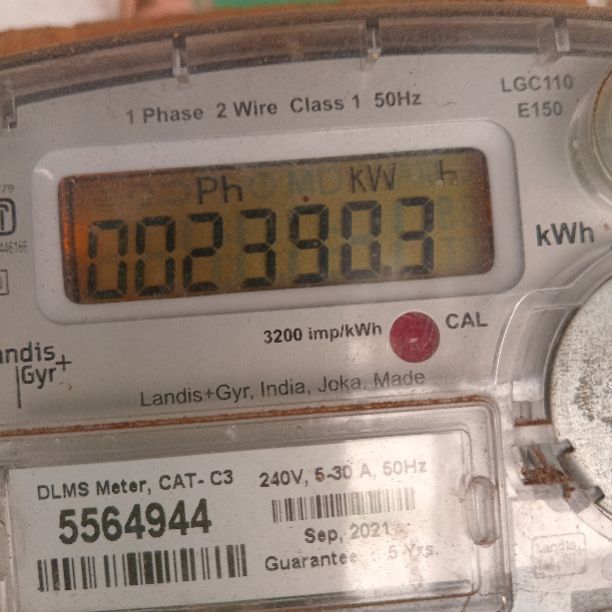 LGC110
E150
1 Phase 2 Wire Class 1 50Hz
Ph kW h
002390.3
kWh
3200 imp/kWh CAL
Landis+Gyr, India, Joka, Made
DLMS Meter, CAT- C3
5564944
240V, 5-30 A, 50Hz
Sep, 2021
Guarantee 5 Yrs.